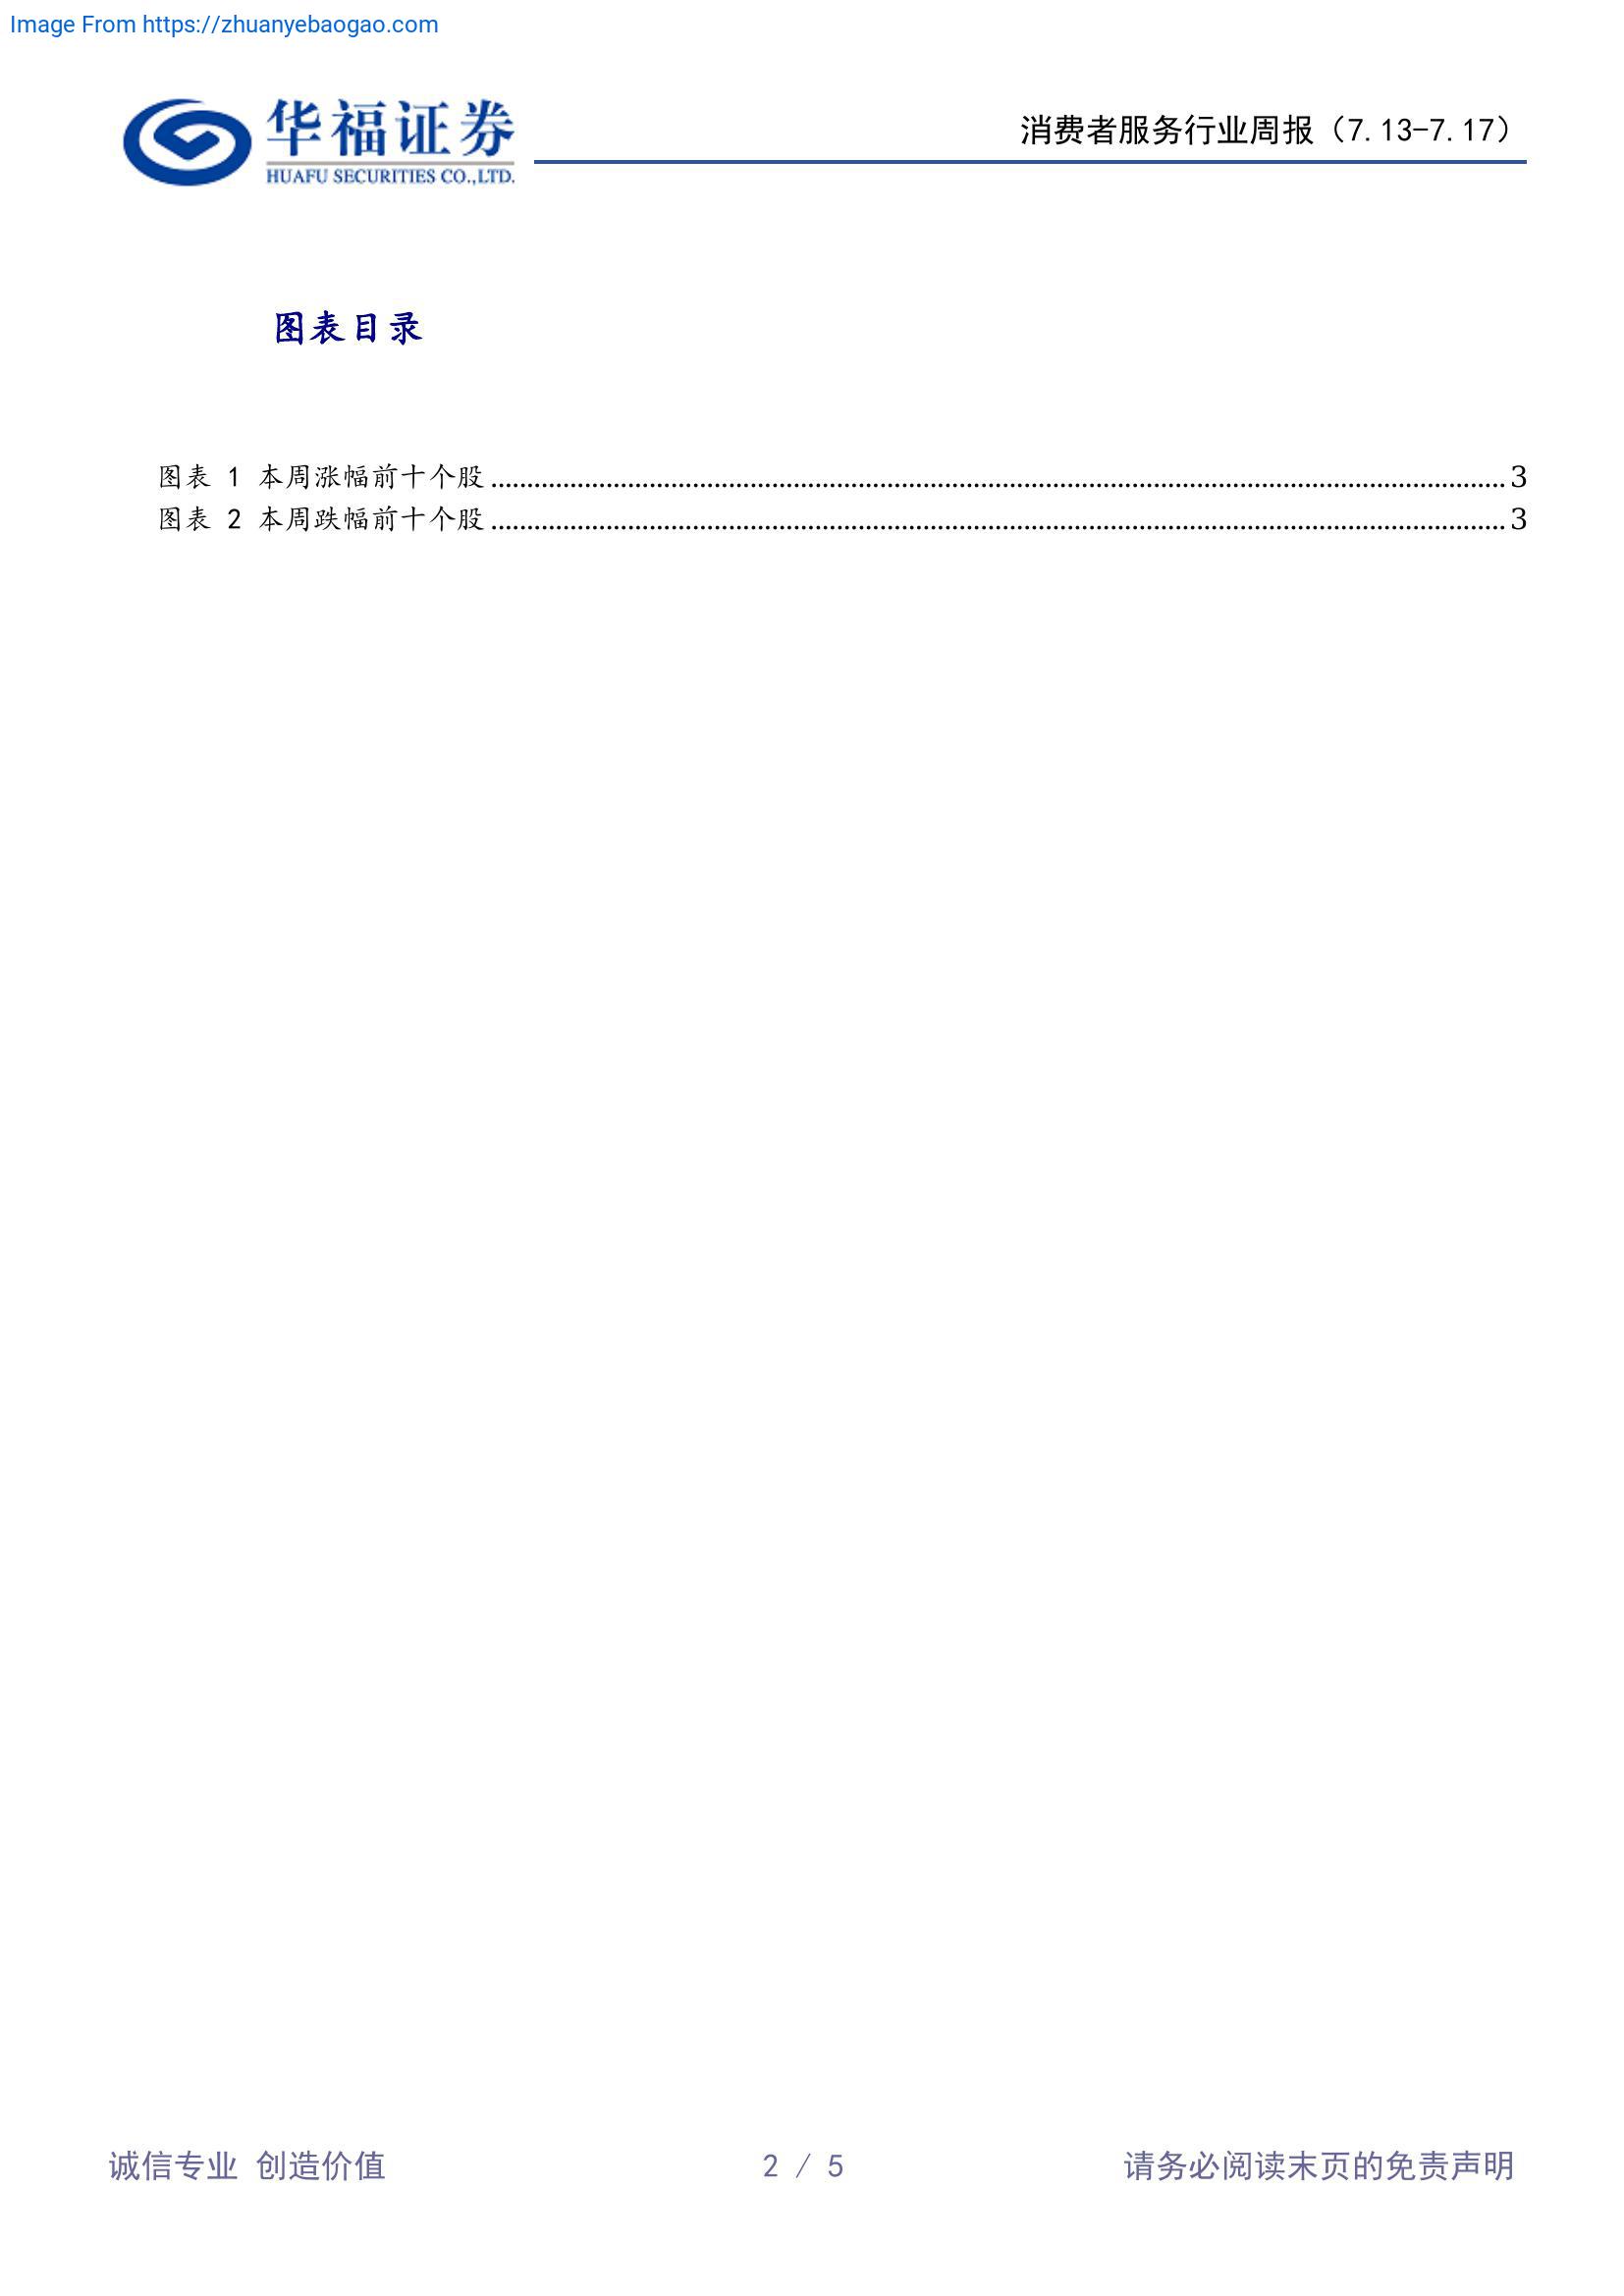 Image From https://zhuanyebaogao.com
华福证券
HUAFU SECURITIES CO.,LTD.
消费者服务行业周报（7.13-7.17）
图表目录
图表 1 本周涨幅前十个股........................................................................................................................................3
图表 2 本周跌幅前十个股........................................................................................................................................3
诚信专业 创造价值
2 / 5
请务必阅读末页的免责声明